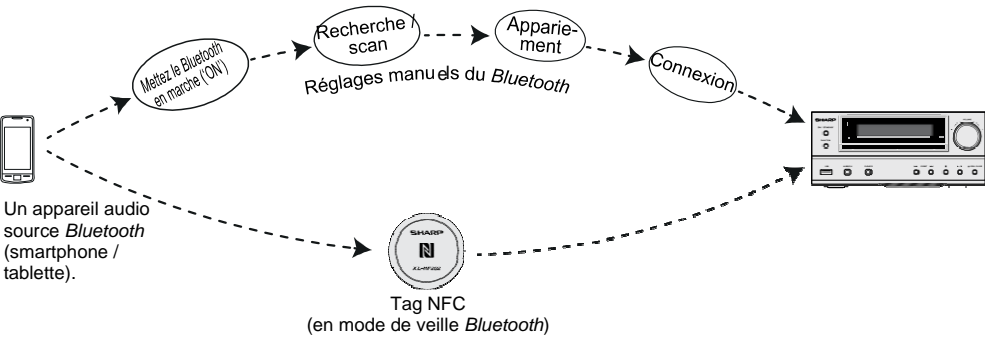 Mettez le Bluetooth
en marche ('ON')
Recherche /
scan
Apparie-
ment
Connexion
Réglages manuels du Bluetooth
SHARP
Un appareil audio
source Bluetooth
(smartphone /
tablette).
SHARP
N
Tag NFC
(en mode de veille Bluetooth)